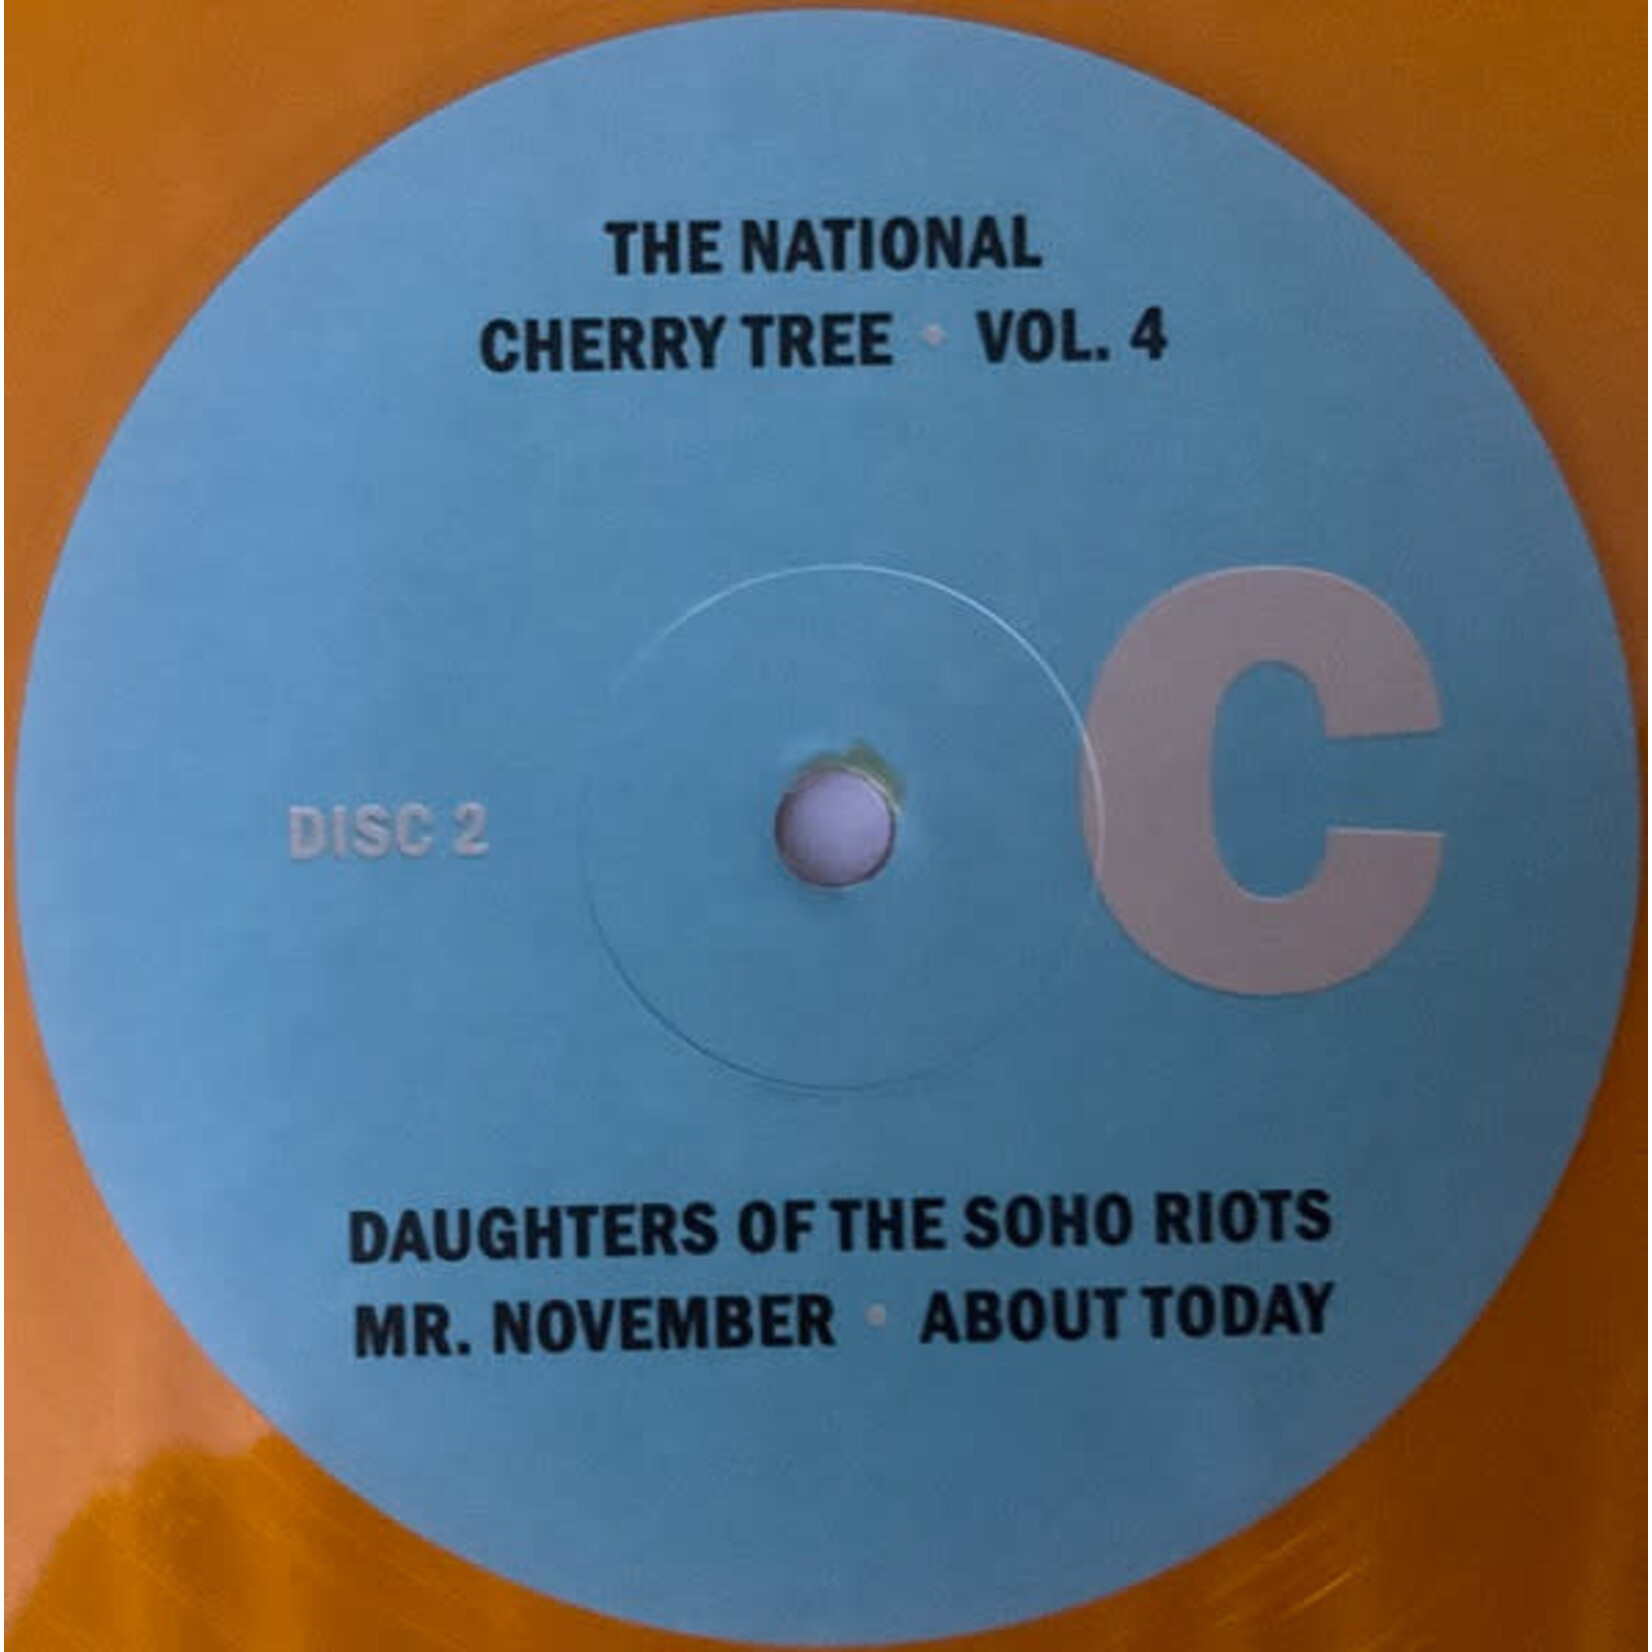 THE NATIONAL
CHERRY TREE • VOL. 4
C
DISC 2
DAUGHTERS OF THE SOHO RIOTS
MR. NOVEMBER • ABOUT TODAY